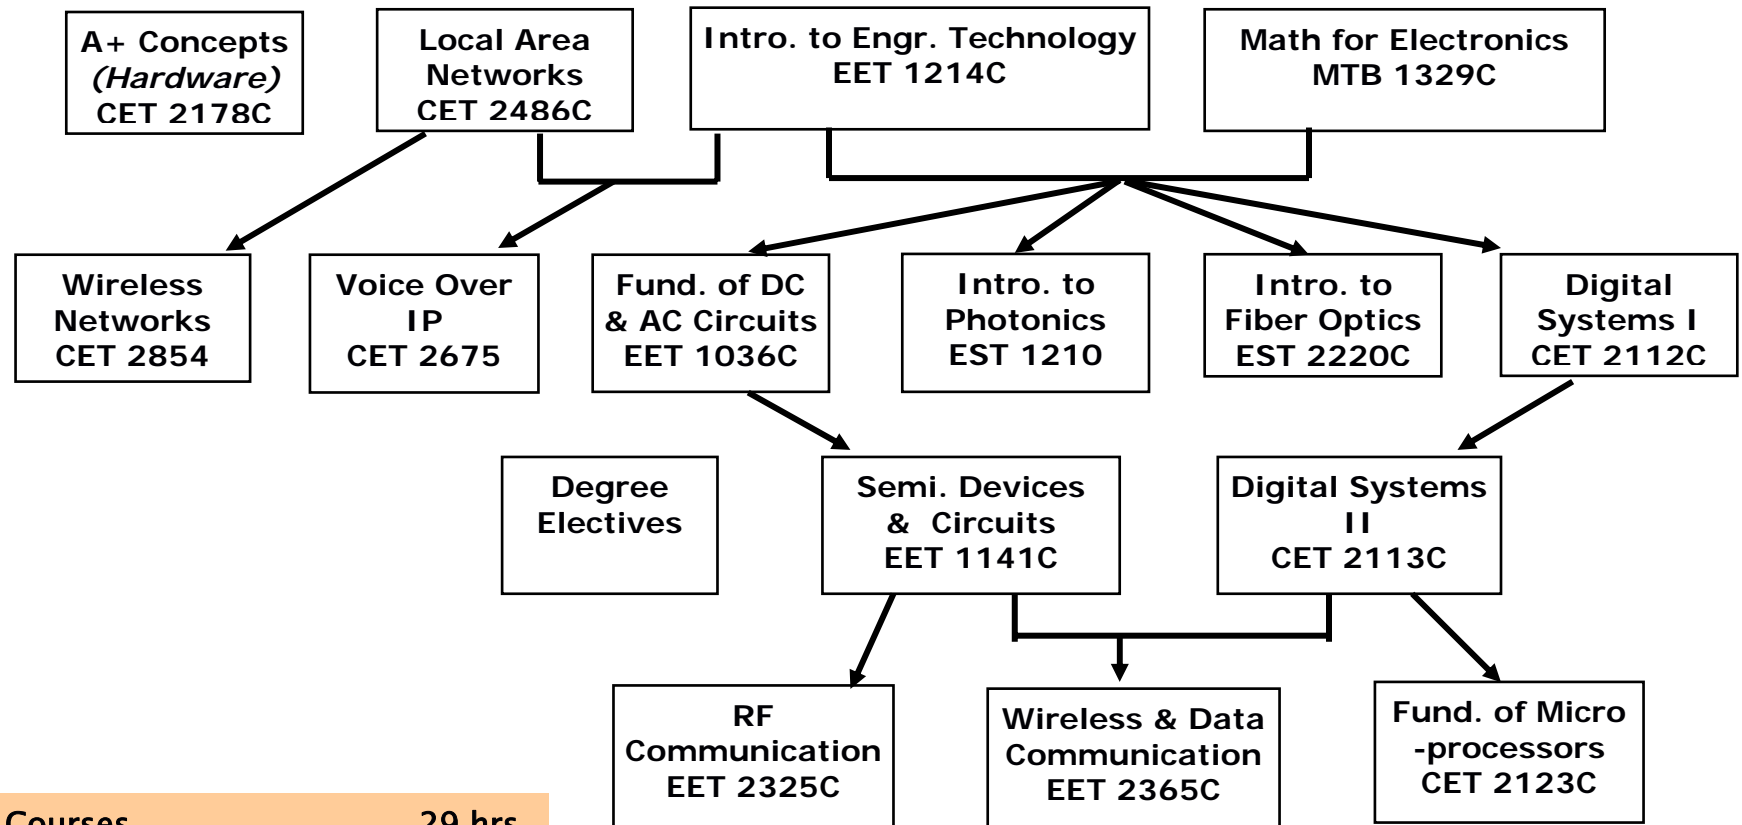 A+ Concepts
(Hardware)
CET 2178C
Local Area
Networks
CET 2486C
Intro. to Engr. Technology
EET 1214C
Math for Electronics
MTB 1329C
Wireless
Networks
CET 2854
Voice Over
IP
CET 2675
Fund. of DC
& AC Circuits
EET 1036C
Intro. to
Photonics
EST 1210
Intro. to
Fiber Optics
EST 2220C
Digital
Systems I
CET 2112C
Degree
Electives
Semi. Devices
& Circuits
EET 1141C
Digital Systems
II
CET 2113C
RF
Communication
EET 2325C
Wireless & Data
Communication
EET 2365C
Fund. of Micro
-processors
CET 2123C
Courses 29 hrs